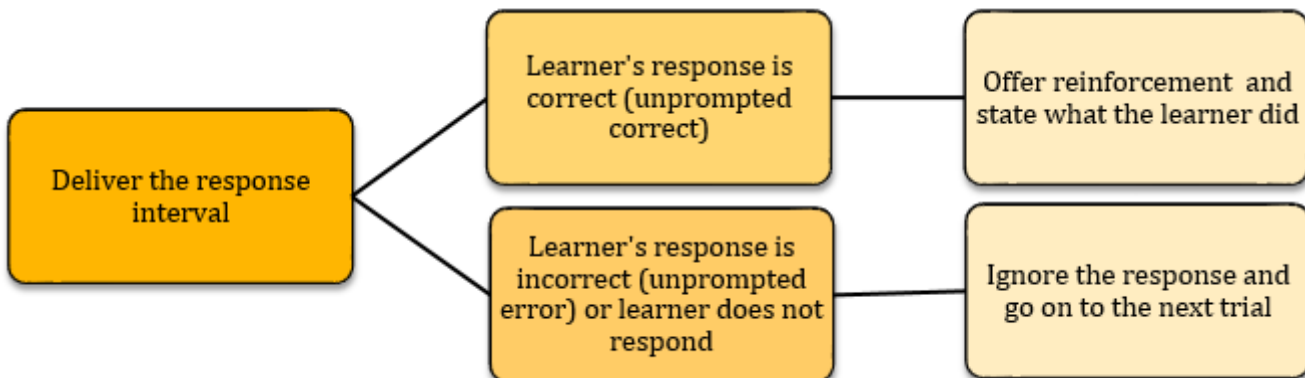 Deliver the response
interval
Learner's response is
correct (unprompted
correct)
Offer reinforcement and
state what the learner did
Learner's response is
incorrect (unprompted
error) or learner does not
respond
Ignore the response and
go on to the next trial